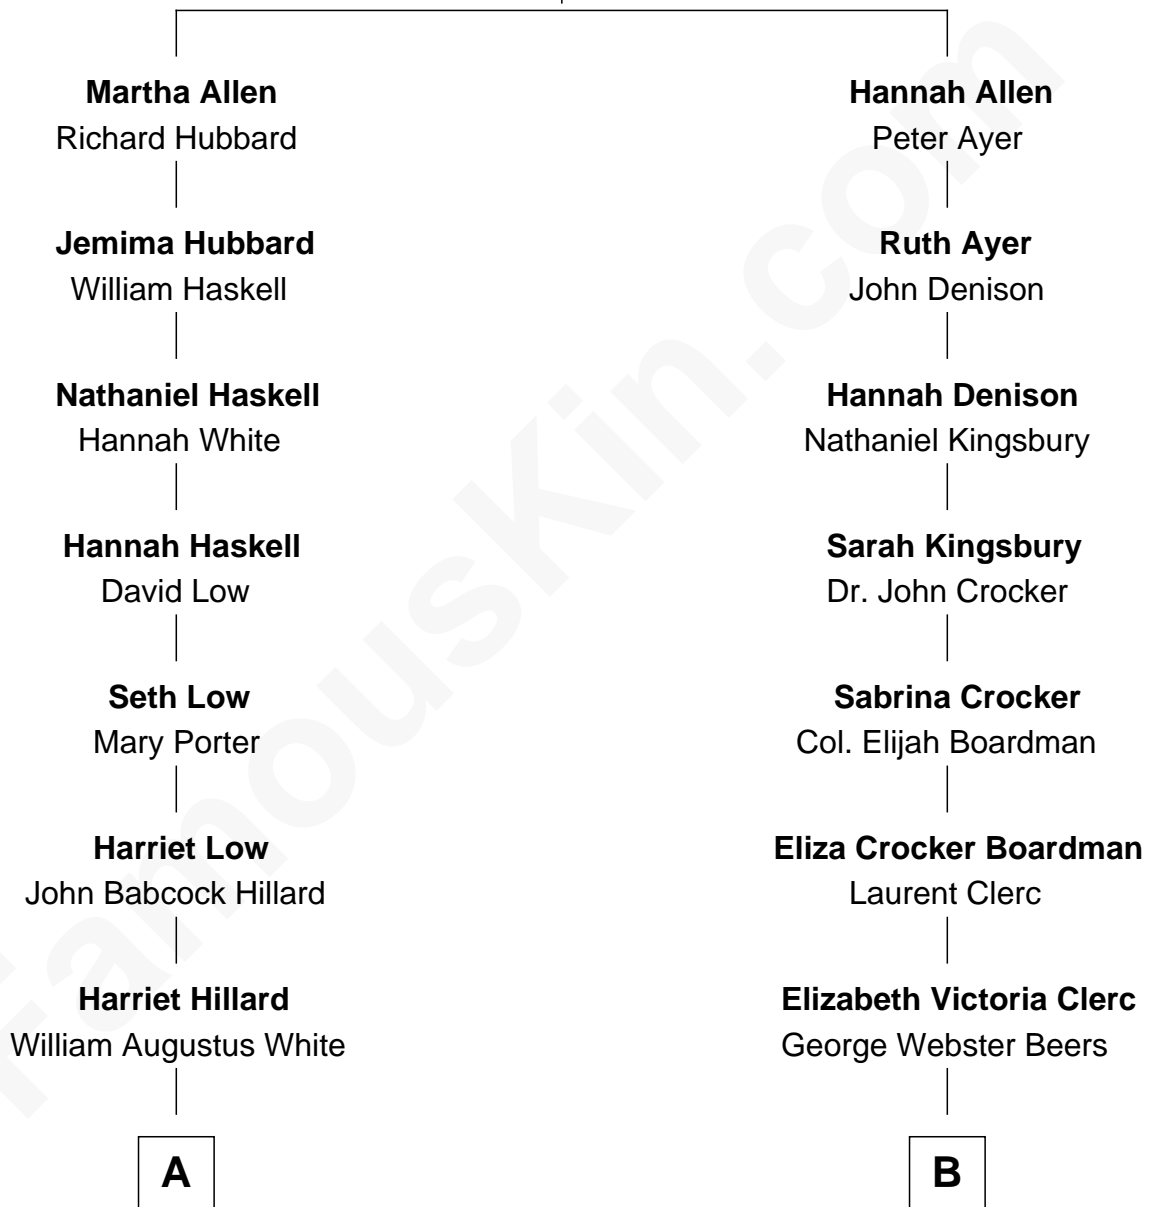 Martha Allen
Richard Hubbard
Jemima Hubbard
William Haskell
Nathaniel Haskell
Hannah White
Hannah Haskell
David Low
Seth Low
Mary Porter
Harriet Low
John Babcock Hillard
Harriet Hillard
William Augustus White
A
Hannah Allen
Peter Ayer
Ruth Ayer
John Denison
Hannah Denison
Nathaniel Kingsbury
Sarah Kingsbury
Dr. John Crocker
Sabrina Crocker
Col. Elijah Boardman
Eliza Crocker Boardman
Laurent Clerc
Elizabeth Victoria Clerc
George Webster Beers
B
FamousKin.com